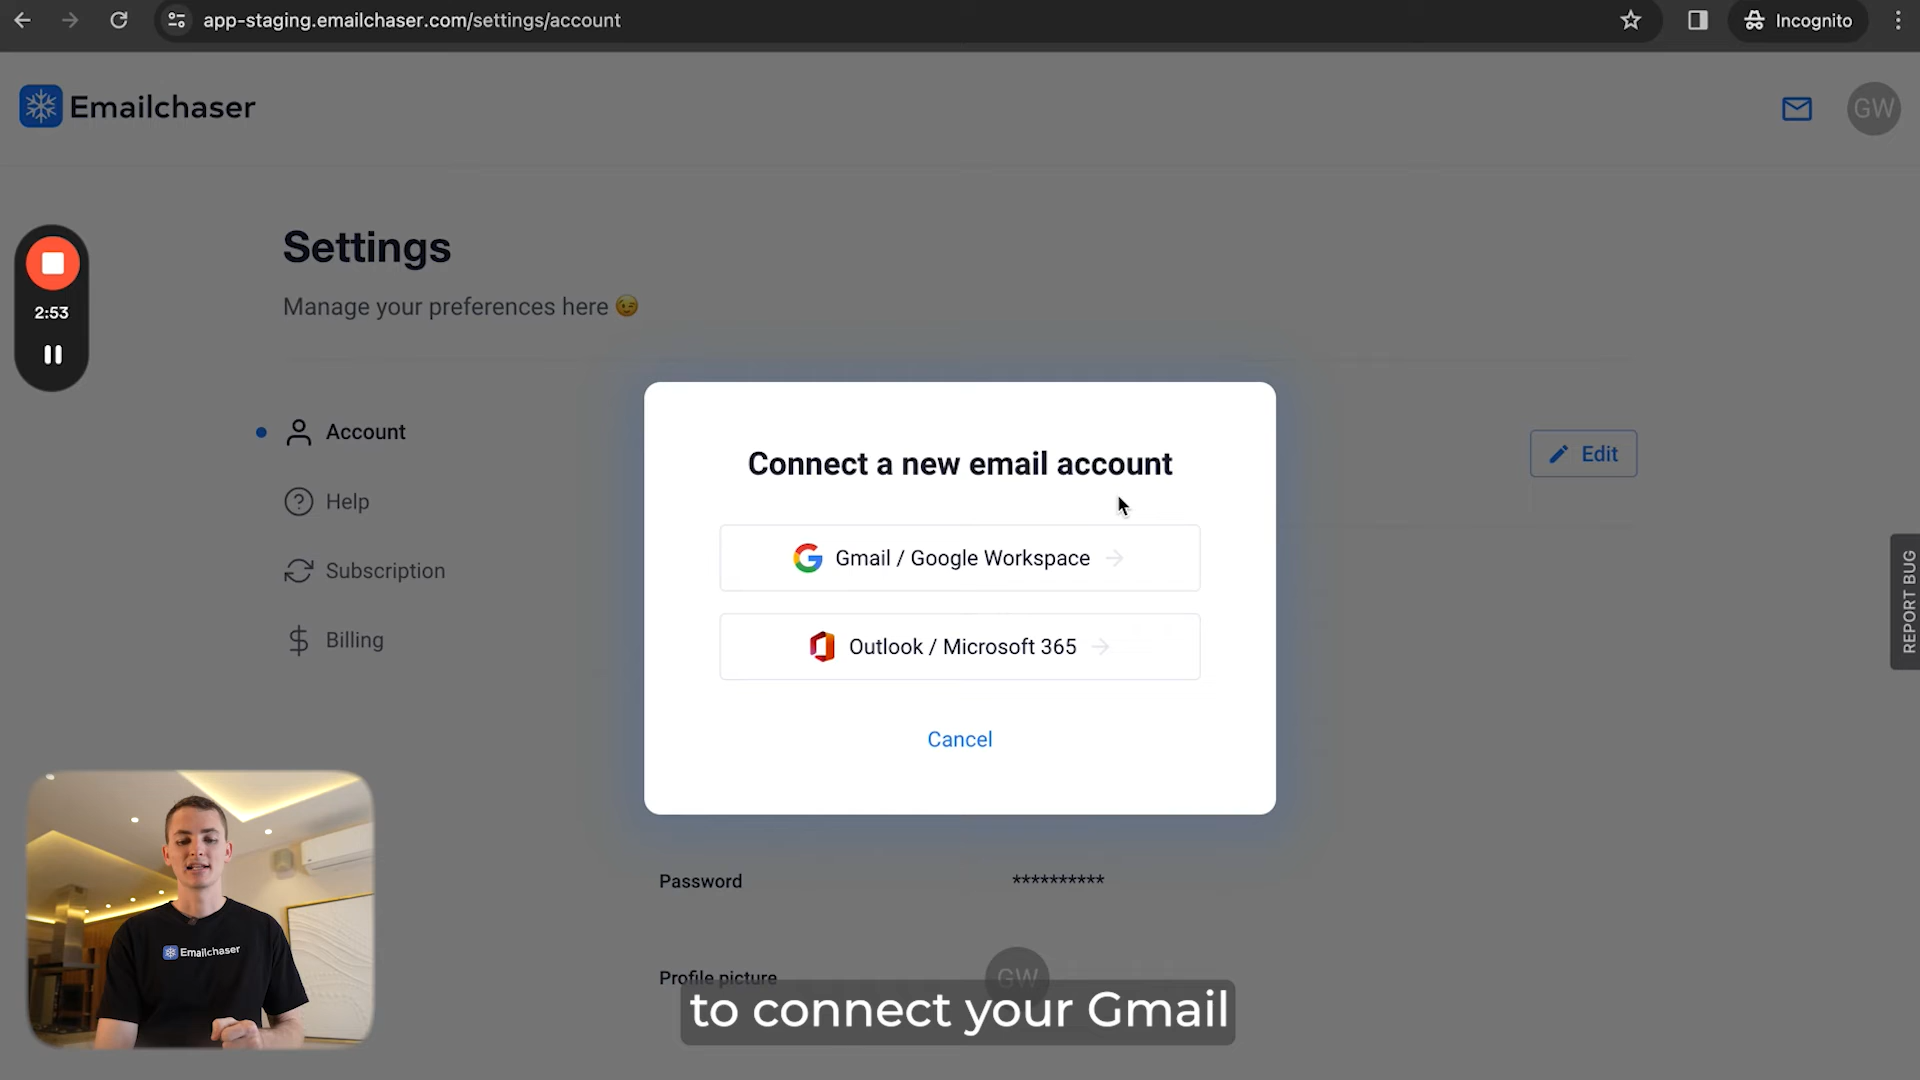 app-staging.emailchaser.com/settings/account
Incognito
Emailchaser
GW
Settings
Manage your preferences here 😉
2:53
Account
Help
Subscription
Billing
Edit
Connect a new email account
Gmail / Google Workspace
Outlook / Microsoft 365
Cancel
REPORT BUG
Password
**********
Profile picture
GW
Emailchaser
to connect your Gmail